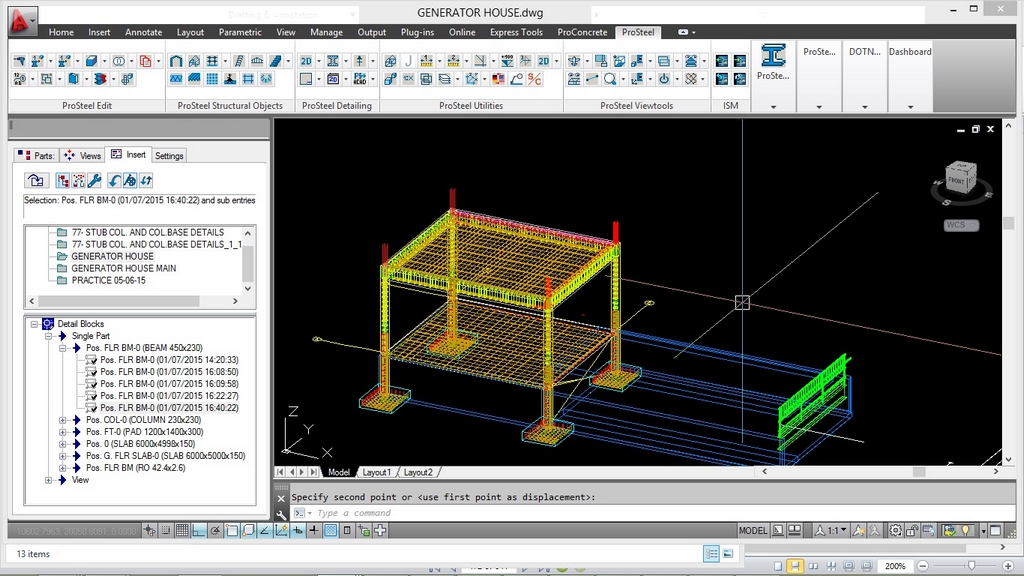 GENERATOR HOUSE.dwg
Home Insert Annotate Layout Parametric View Manage Output Plug-ins Online Express Tools ProConcrete ProSteel
2D
2D
ProSte... ProSte... DOTN... Dashboard
ProSteel Edit ProSteel Structural Objects ProSteel Detailing ProSteel Utilities ProSteel Viewtools ISM
Parts: Views Insert Settings
Selection: Pos. FLR BM-0 (01/07/2015 16:40:22) and sub entries
77- STUB COL. AND COL.BASE DETAILS
77- STUB COL. AND COL.BASE DETAILS_1_1
GENERATOR HOUSE
GENERATOR HOUSE MAIN
PRACTICE 05-06-15
Detail Blocks
Single Part
Pos. FLR BM-0 (BEAM 450x230)
Pos. FLR BM-0 (01/07/2015 14:20:33)
Pos. FLR BM-0 (01/07/2015 16:08:50)
Pos. FLR BM-0 (01/07/2015 16:09:58)
Pos. FLR BM-0 (01/07/2015 16:22:27)
Pos. FLR BM-0 (01/07/2015 16:40:22)
Pos. COL-0 (COLUMN 230x230)
Pos. FT-0 (PAD 1200x1400x300)
Pos. 0 (SLAB 6000x4998x150)
Pos. G. FLR SLAB-0 (SLAB 6000x5000x150)
Pos. FLR BM (RO 42.4x2.6)
View
FRONT
S
E
WCS
Z
Y
X
Model Layout1 Layout2
Specify second point or <use first point as displacement>:
Type a command
MODEL 1:1
13 items
200%